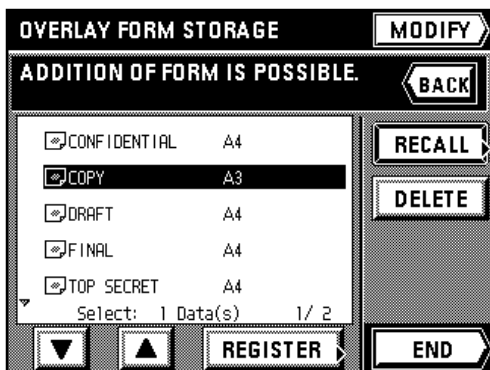 OVERLAY FORM STORAGE
MODIFY
ADDITION OF FORM IS POSSIBLE.
BACK
CONFIDENTIAL A4
COPY A3
DRAFT A4
FINAL A4
TOP SECRET A4
Select: 1 Data(s) 1/ 2
RECALL
DELETE
REGISTER
END